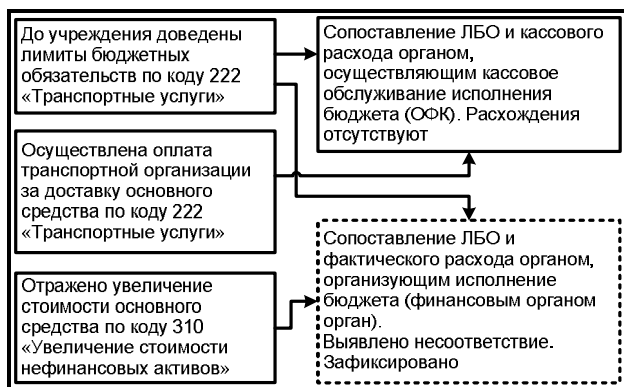 До учреждения доведены
лимиты бюджетных
обязательств по коду 222
«Транспортные услуги»
Сопоставление ЛБО и кассового
расхода органом,
осуществляющим кассовое
обслуживание исполнения
бюджета (ОФК). Расхождения
отсутствуют
Осуществлена оплата
транспортной организации
за доставку основного
средства по коду 222
«Транспортные услуги»
Сопоставление ЛБО и
фактического расхода органом,
организующим исполнение
бюджета (финансовым органом
орган).
Выявлено несоответствие.
Зафиксировано
Отражено увеличение
стоимости основного
средства по коду 310
«Увеличение стоимости
нефинансовых активов»